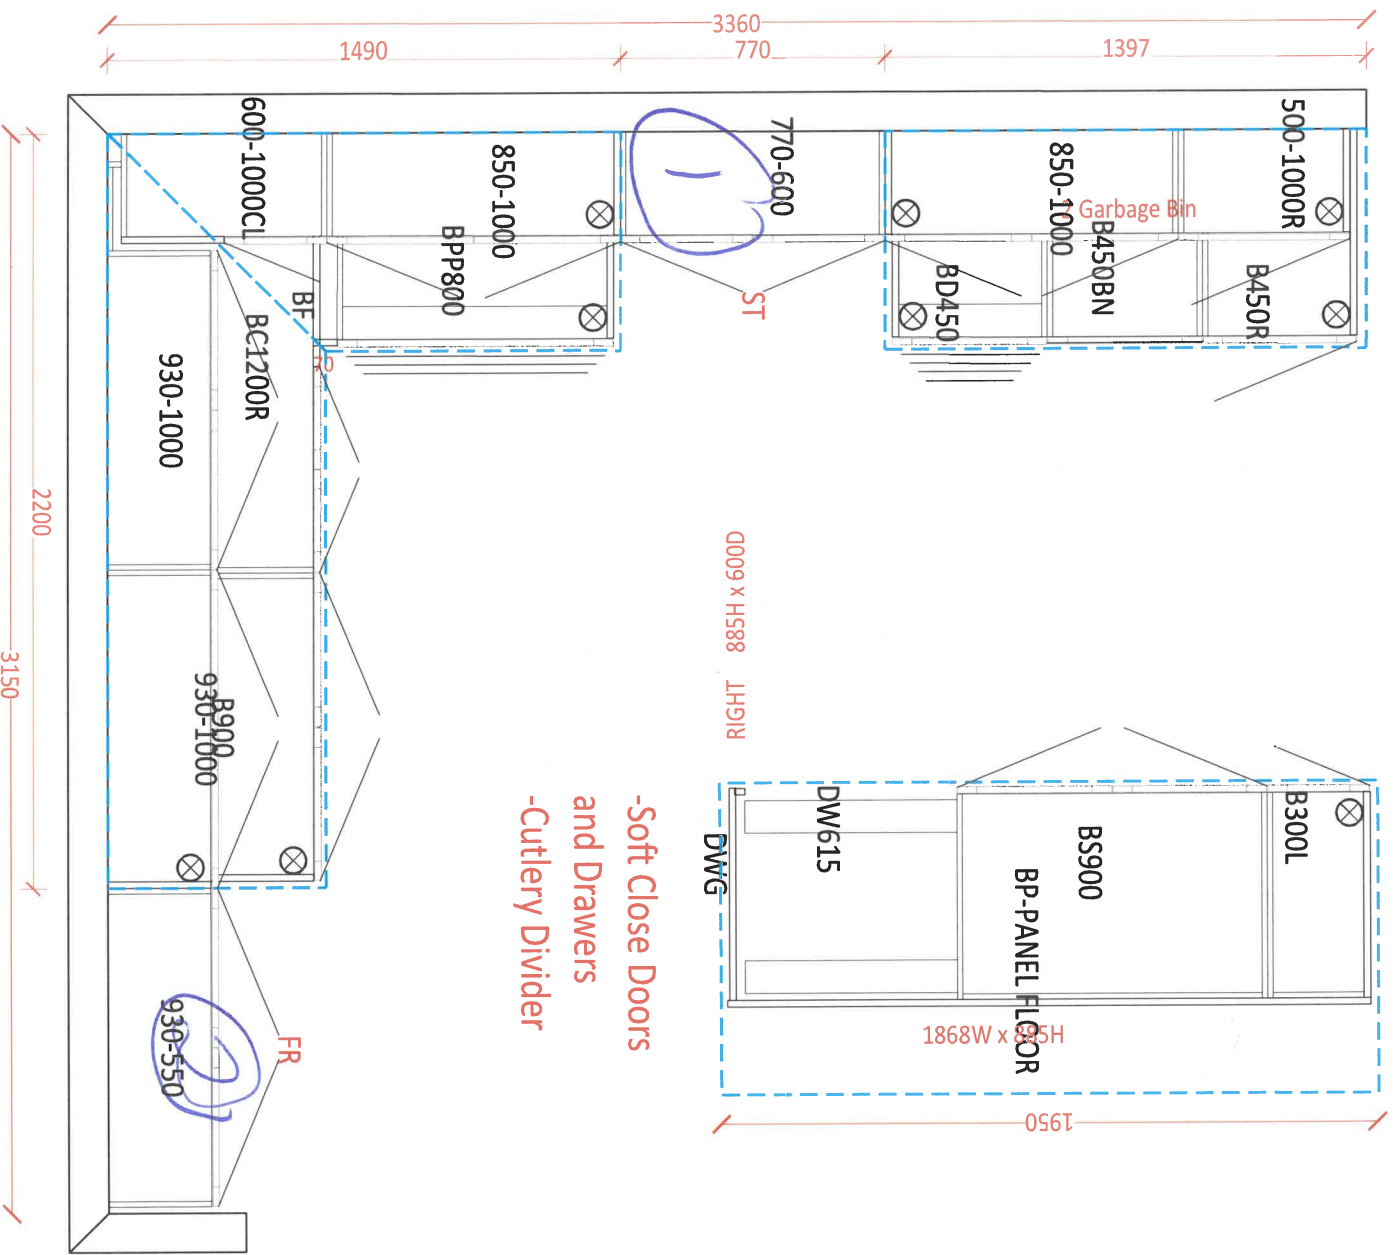 3360
1490
770
1397
600-1000CL
850-1000
770-600
850-1000
500-1000R
2 Garbage Bin
BPP800
BF
BD450
B450BN
B450R
ST
70
BC1200R
930-1000
2200
3150
B900
930-1000
930-550
FR
885H x 600D RIGHT
-Soft Close Doors
and Drawers
-Cutlery Divider
DWG
DW615
BS900
B300L
BP-PANEL FLOOR
1868W x 885H
1950